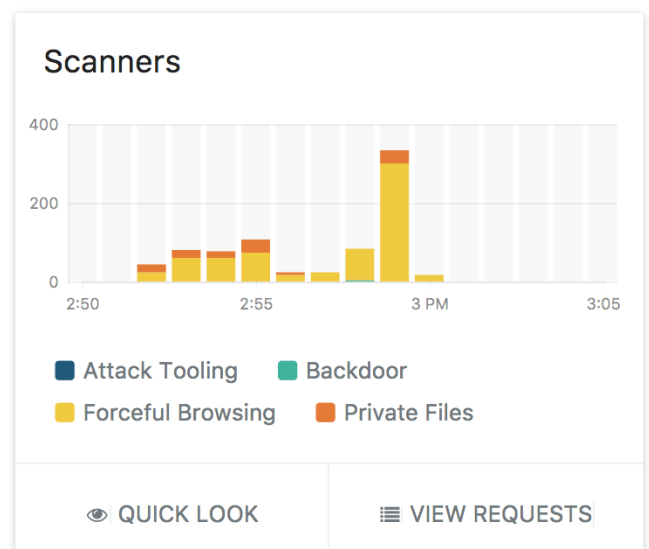 Scanners
400
200
0
2:50 2:55 3 PM 3:05
Attack Tooling Backdoor
Forceful Browsing Private Files
QUICK LOOK VIEW REQUESTS